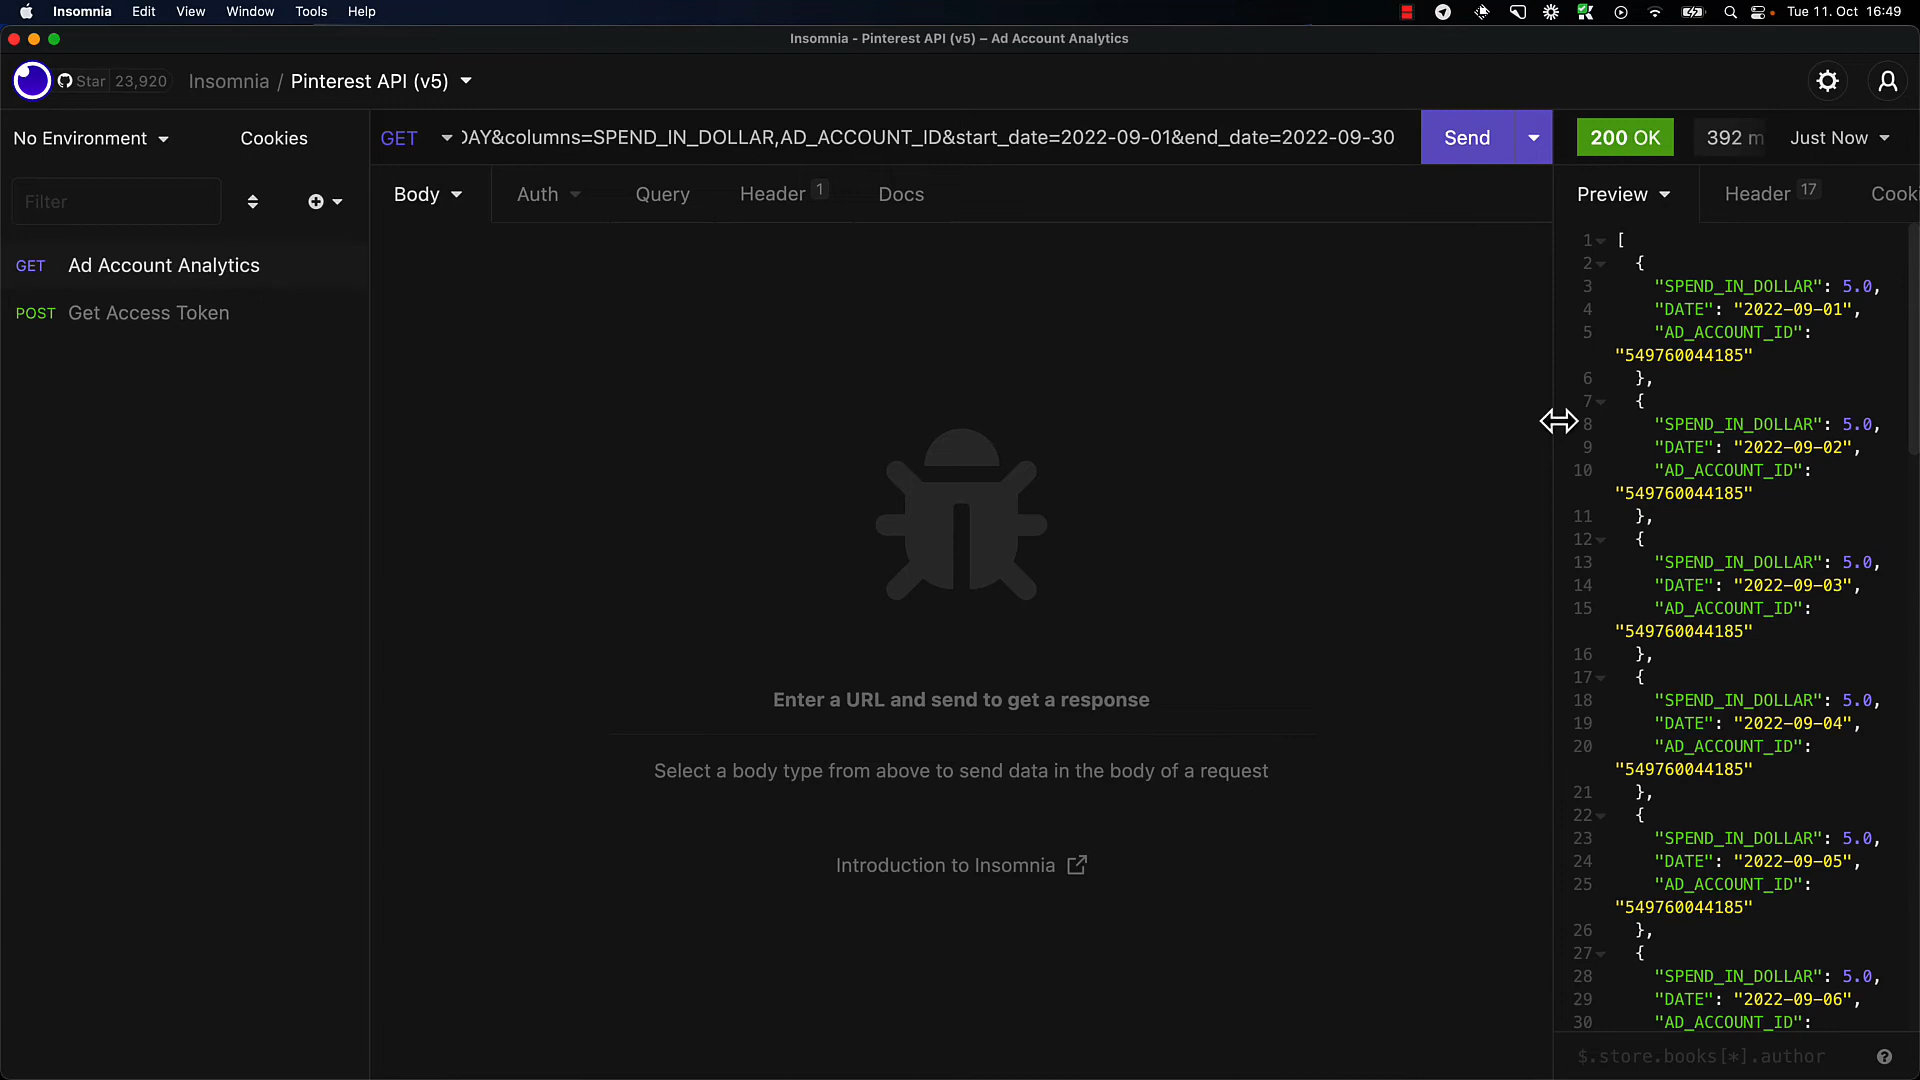 Insomnia Edit View Window Tools Help Tue 11. Oct 16:49
Insomnia - Pinterest API (v5) – Ad Account Analytics
Star 23,920 Insomnia / Pinterest API (v5)
No Environment Cookies
GET DAY&columns=SPEND_IN_DOLLAR,AD_ACCOUNT_ID&start_date=2022-09-01&end_date=2022-09-30 Send
200 OK 392 m Just Now
Filter
Body Auth Query Header 1 Docs
Preview Header 17 Cooki
GET Ad Account Analytics
POST Get Access Token
Enter a URL and send to get a response
Select a body type from above to send data in the body of a request
Introduction to Insomnia
1 [
2 {
3 "SPEND_IN_DOLLAR": 5.0,
4 "DATE": "2022-09-01",
5 "AD_ACCOUNT_ID":
"549760044185"
6 },
7 {
8 "SPEND_IN_DOLLAR": 5.0,
9 "DATE": "2022-09-02",
10 "AD_ACCOUNT_ID":
"549760044185"
11 },
12 {
13 "SPEND_IN_DOLLAR": 5.0,
14 "DATE": "2022-09-03",
15 "AD_ACCOUNT_ID":
"549760044185"
16 },
17 {
18 "SPEND_IN_DOLLAR": 5.0,
19 "DATE": "2022-09-04",
20 "AD_ACCOUNT_ID":
"549760044185"
21 },
22 {
23 "SPEND_IN_DOLLAR": 5.0,
24 "DATE": "2022-09-05",
25 "AD_ACCOUNT_ID":
"549760044185"
26 },
27 {
28 "SPEND_IN_DOLLAR": 5.0,
29 "DATE": "2022-09-06",
30 "AD_ACCOUNT_ID":
$.store.books[*].author